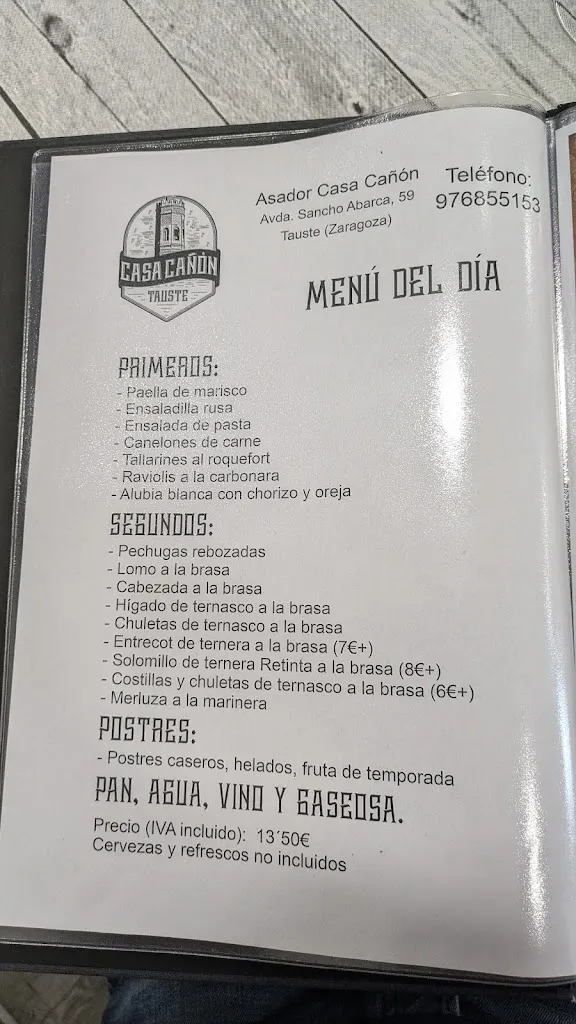 CASA CAÑÓN
TAUSTE
Asador Casa Cañón
Avda. Sancho Abarca, 59
Tauste (Zaragoza)
Teléfono:
976855153
MENÚ DEL DÍA
PRIMEROS:
- Paella de marisco
- Ensaladilla rusa
- Ensalada de pasta
- Canelones de carne
- Tallarines al roquefort
- Raviolis a la carbonara
- Alubia blanca con chorizo y oreja
SEGUNDOS:
- Pechugas rebozadas
- Lomo a la brasa
- Cabezada a la brasa
- Hígado de ternasco a la brasa
- Chuletas de ternasco a la brasa
- Entrecot de ternera a la brasa (7€+)
- Solomillo de ternera Retinta a la brasa (8€+)
- Costillas y chuletas de ternasco a la brasa (6€+)
- Merluza a la marinera
POSTRES:
- Postres caseros, helados, fruta de temporada
PAN, AGUA, VINO Y GASEOSA.
Precio (IVA incluido): 13´50€
Cervezas y refrescos no incluidos